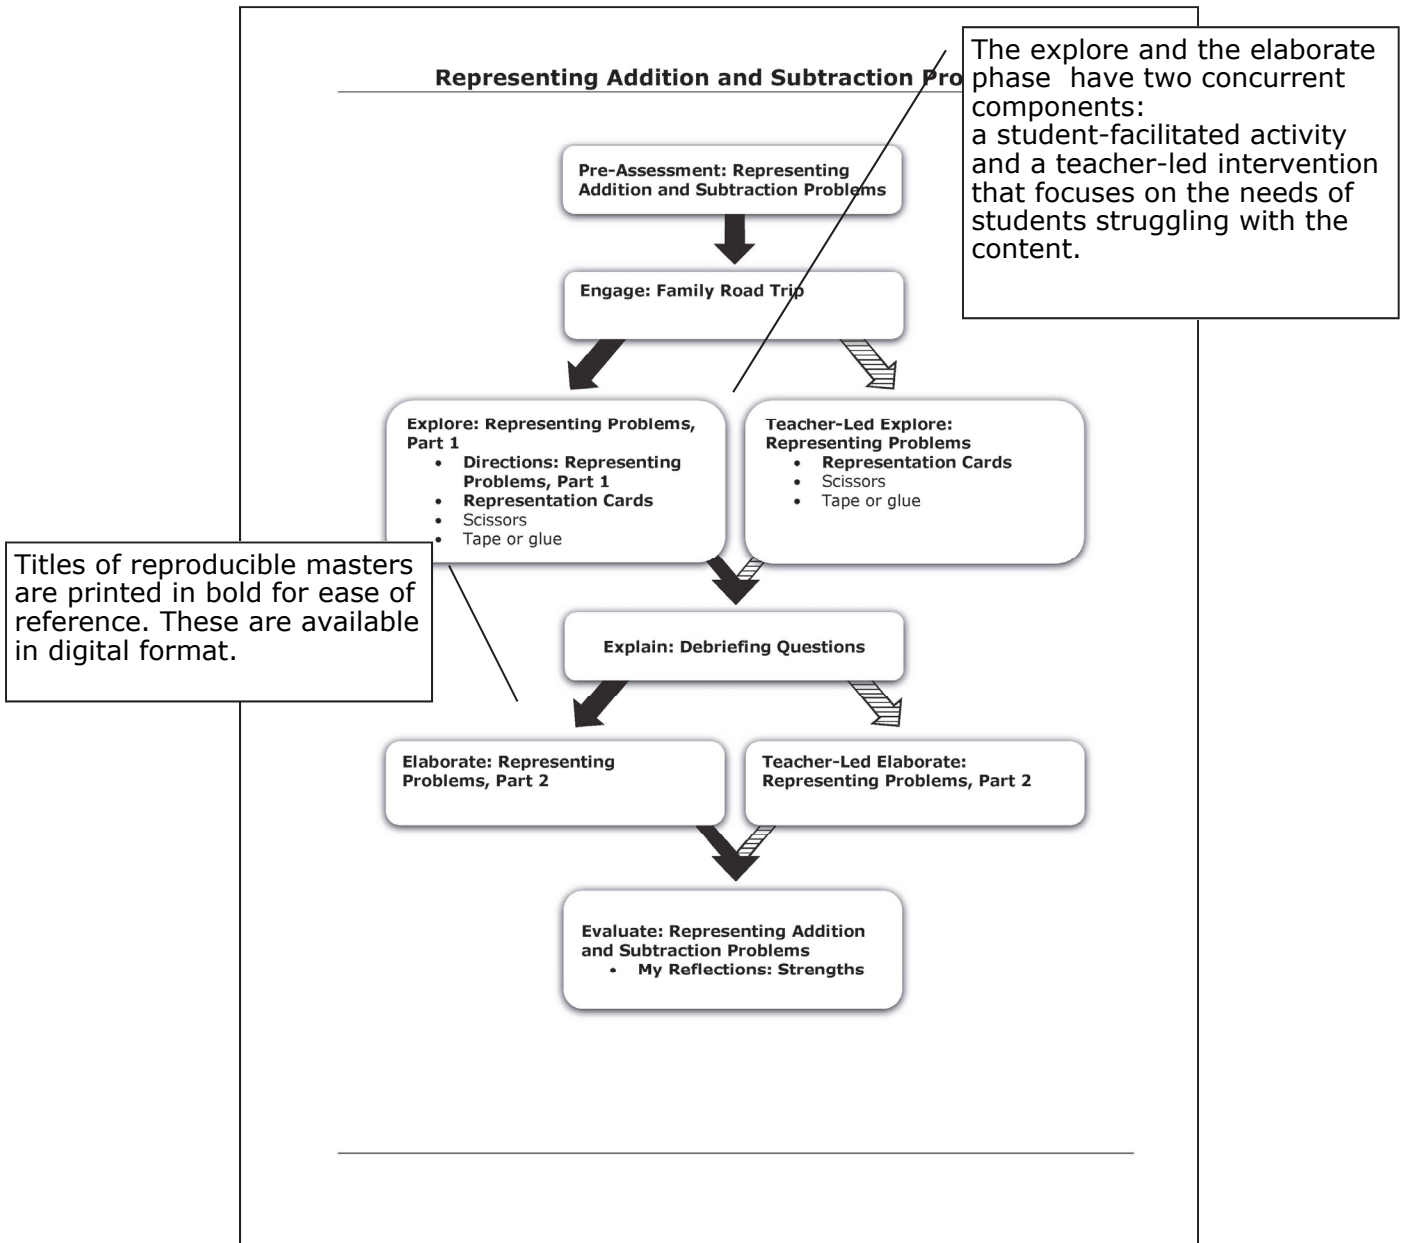 Representing Addition and Subtraction Pro
The explore and the elaborate
phase have two concurrent
components:
a student-facilitated activity
and a teacher-led intervention
that focuses on the needs of
students struggling with the
content.
Pre-Assessment: Representing
Addition and Subtraction Problems
Engage: Family Road Trip
Explore: Representing Problems,
Part 1
• Directions: Representing
Problems, Part 1
• Representation Cards
• Scissors
• Tape or glue
Teacher-Led Explore:
Representing Problems
• Representation Cards
• Scissors
• Tape or glue
Titles of reproducible masters
are printed in bold for ease of
reference. These are available
in digital format.
Explain: Debriefing Questions
Elaborate: Representing
Problems, Part 2
Teacher-Led Elaborate:
Representing Problems, Part 2
Evaluate: Representing Addition
and Subtraction Problems
• My Reflections: Strengths